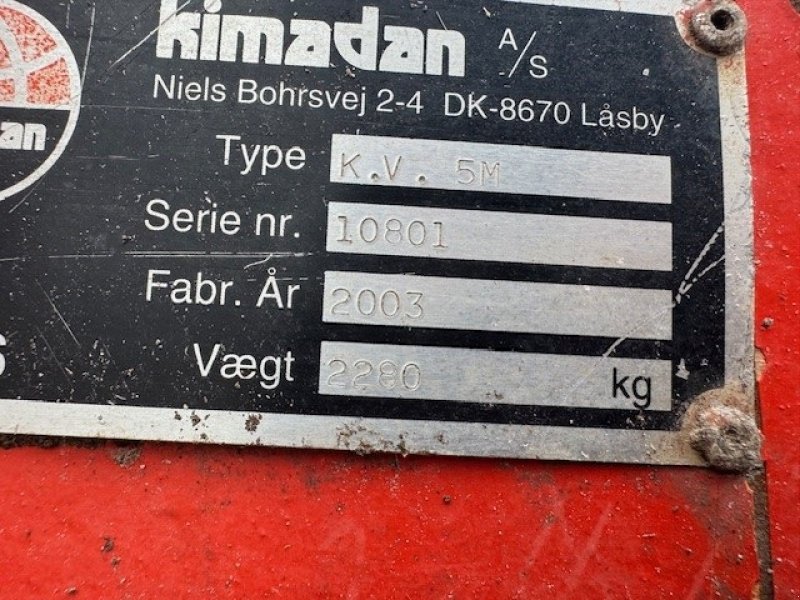 kimadan A/S
Niels Bohrsvej 2-4 DK-8670 Låsby
an
Type K.V. 5M
Serie nr. 10801
Fabr. År 2003
Vægt 2280 kg